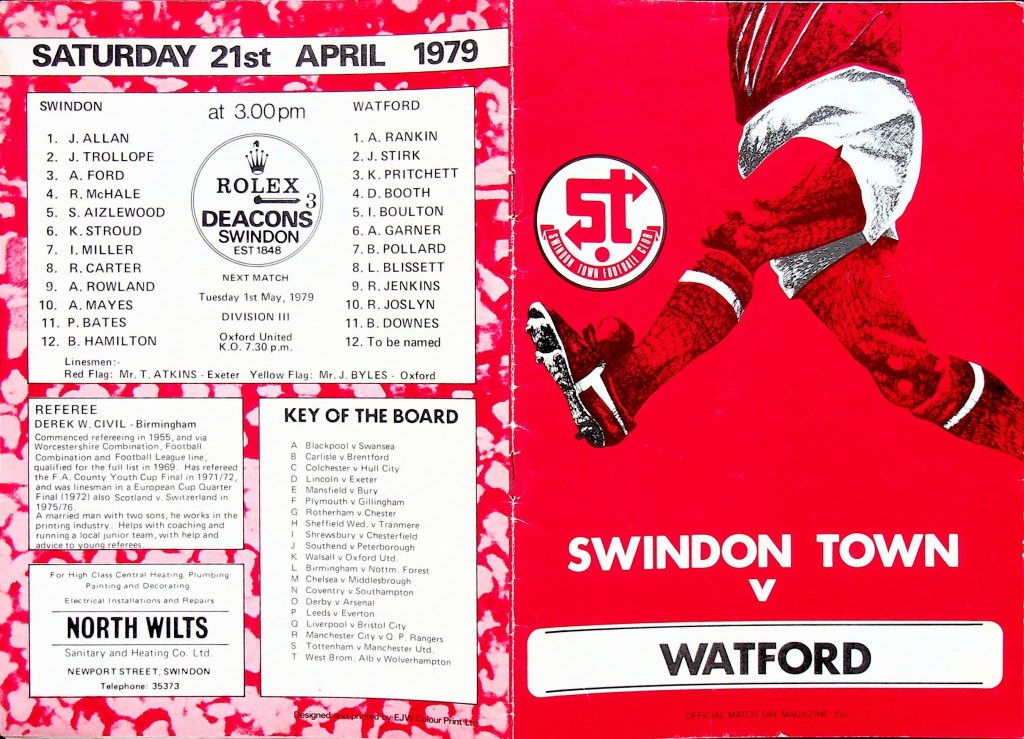 SATURDAY 21st APRIL 1979
SWINDON
at 3.00pm
WATFORD
1. J. ALLAN
2. J. TROLLOPE
3. A. FORD
4. R. McHALE
5. S. AIZLEWOOD
6. K. STROUD
7. I. MILLER
8. R. CARTER
9. A. ROWLAND
10. A. MAYES
11. P. BATES
12. B. HAMILTON
ROLEX
3
DEACONS
SWINDON
EST 1848
NEXT MATCH
Tuesday 1st May, 1979
DIVISION III
Oxford United
K.O. 7.30 p.m.
1. A. RANKIN
2. J. STIRK
3. K. PRITCHETT
4. D. BOOTH
5. I. BOULTON
6. A. GARNER
7. B. POLLARD
8. L. BLISSETT
9. R. JENKINS
10. R. JOSLYN
11. B. DOWNES
12. To be named
Linesmen:-
Red Flag: Mr. T. ATKINS - Exeter Yellow Flag: Mr. J. BYLES - Oxford
REFEREE
DEREK W. CIVIL - Birmingham
Commenced refereeing in 1955, and via
Worcestershire Combination, Football
Combination and Football League line,
qualified for the full list in 1969. Has refereed
the F.A. County Youth Cup Final in 1971/72,
and was linesman in a European Cup Quarter
Final (1972) also Scotland v. Switzerland in
1975/76.
A married man with two sons, he works in the
printing industry. Helps with coaching and
running a local junior team, with help and
advice to young referees.
For High Class Central Heating, Plumbing
Painting and Decorating
Electrical Installations and Repairs
NORTH WILTS
Sanitary and Heating Co. Ltd.
NEWPORT STREET, SWINDON
Telephone: 35373
KEY OF THE BOARD
A Blackpool v Swansea
B Carlisle v Brentford
C Colchester v Hull City
D Lincoln v Exeter
E Mansfield v Bury
F Plymouth v Gillingham
G Rotherham v Chester
H Sheffield Wed. v Tranmere
I Shrewsbury v Chesterfield
J Southend v Peterborough
K Walsall v Oxford Utd.
L Birmingham v Nottm. Forest
M Chelsea v Middlesbrough
N Coventry v Southampton
O Derby v Arsenal
P Leeds v Everton
Q Liverpool v Bristol City
R Manchester City v Q. P. Rangers
S Tottenham v Manchester Utd.
T West Brom. Alb v Wolverhampton
Designed and printed by EJW Colour Print Ltd
st
SWINDON TOWN FOOTBALL CLUB
SWINDON TOWN
v
WATFORD
OFFICIAL MATCH DAY MAGAZINE 15p